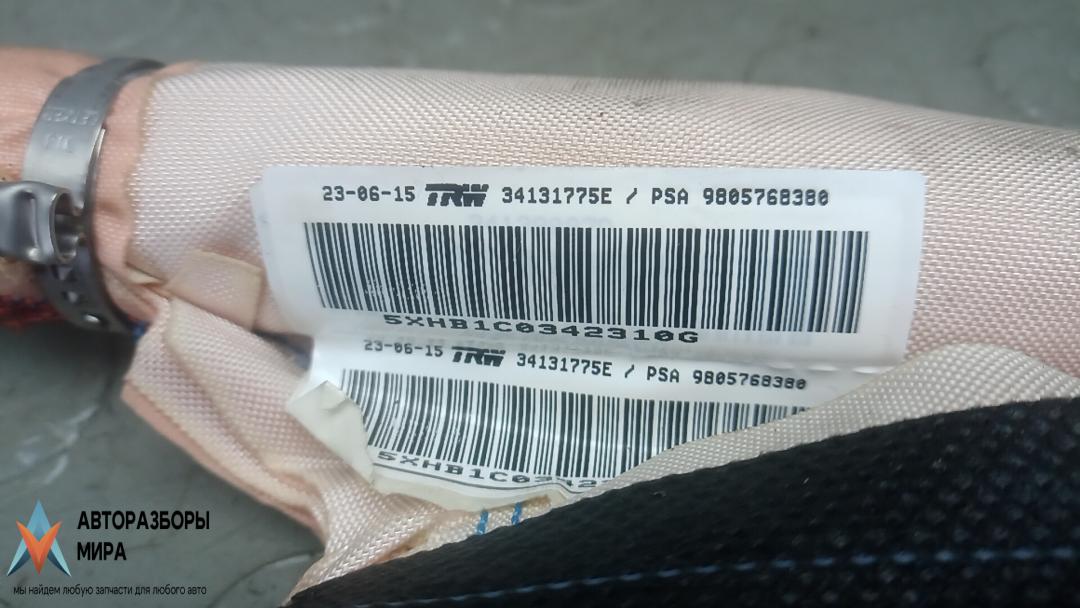 23-06-15 TRW 34131775E / PSA 9805768380
5XHB1C0342310G
23-06-15 TRW 34131775E / PSA 9805768380
АВТОРАЗБОРЫ
МИРА
мы найдем любую запчасти для любого авто